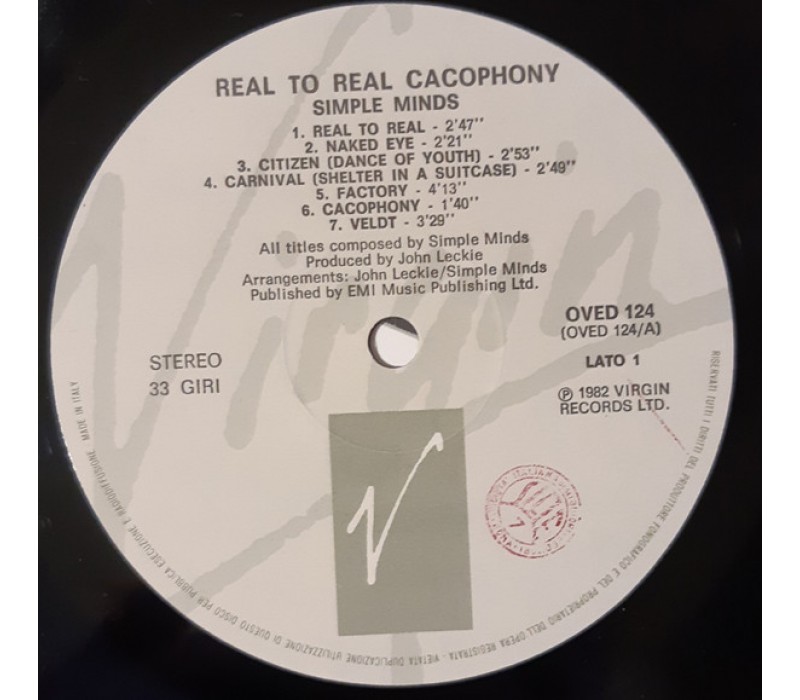 REAL TO REAL CACOPHONY
SIMPLE MINDS
1. REAL TO REAL - 2'47"
2. NAKED EYE - 2'21"
3. CITIZEN (DANCE OF YOUTH) - 2'53"
4. CARNIVAL (SHELTER IN A SUITCASE) - 2'49"
5. FACTORY - 4'13"
6. CACOPHONY - 1'40"
7. VELDT - 3'29"
All titles composed by Simple Minds
Produced by John Leckie
Arrangements: John Leckie/Simple Minds
Published by EMI Music Publishing Ltd.
OVED 124
(OVED 124/A)
STEREO
33 GIRI
LATO 1
℗ 1982 VIRGIN
RECORDS LTD.
Virgin
V
RISERVATI TUTTI I DIRITTI DEL PRODUTTORE FONOGRAFICO E DEL PROPRIETARIO DELL'OPERA REGISTRATA - VIETATA DUPLICAZIONE UTILIZZAZIONE DI QUESTO DISCO PER PUBBLICA ESECUZIONE E RADIODIFFUSIONE MADE IN ITALY